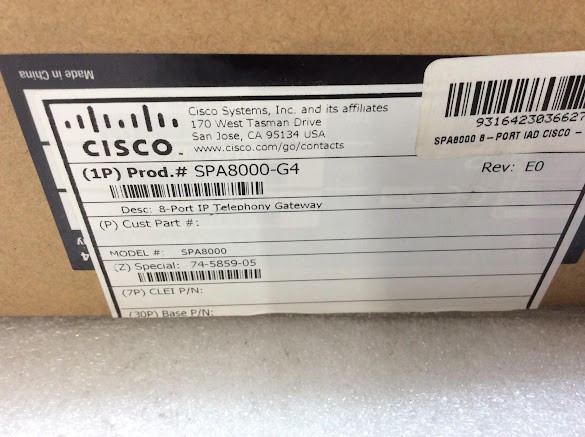 Made in China
Cisco Systems, Inc. and its affiliates
170 West Tasman Drive
San Jose, CA 95134 USA
www.cisco.com/go/contacts
CISCO
9316423036627
SPA8000 8-PORT IAD CISCO -
(1P) Prod.# SPA8000-G4
Rev: E0
Desc: 8-Port IP Telephony Gateway
(P) Cust Part #:
MODEL #: SPA8000
(Z) Special: 74-5859-05
(7P) CLEI P/N:
(30P) Base P/N: